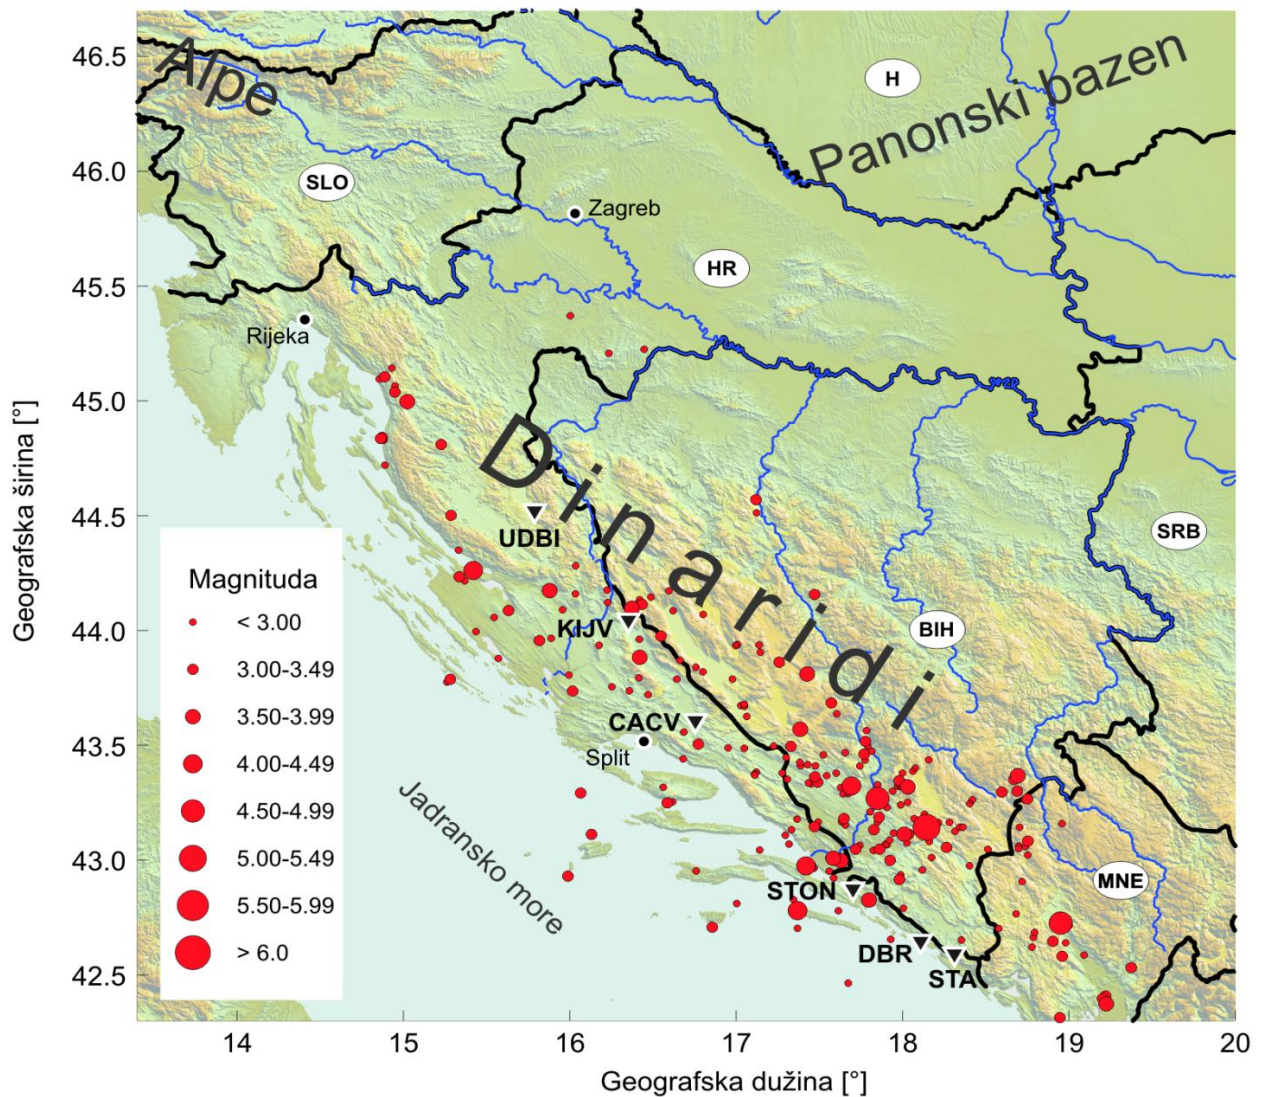 46.5
46.0
45.5
45.0
44.5
44.0
43.5
43.0
42.5
Geografska širina [°]
Alpe
Panonski bazen
H
SLO
Zagreb
HR
Rijeka
Dinaridi
UDBI
SRB
KIJV
BIH
CACV
Split
Jadransko more
STON
MNE
DBR
STA
Magnituda
< 3.00
3.00-3.49
3.50-3.99
4.00-4.49
4.50-4.99
5.00-5.49
5.50-5.99
> 6.0
14 15 16 17 18 19 20
Geografska dužina [°]